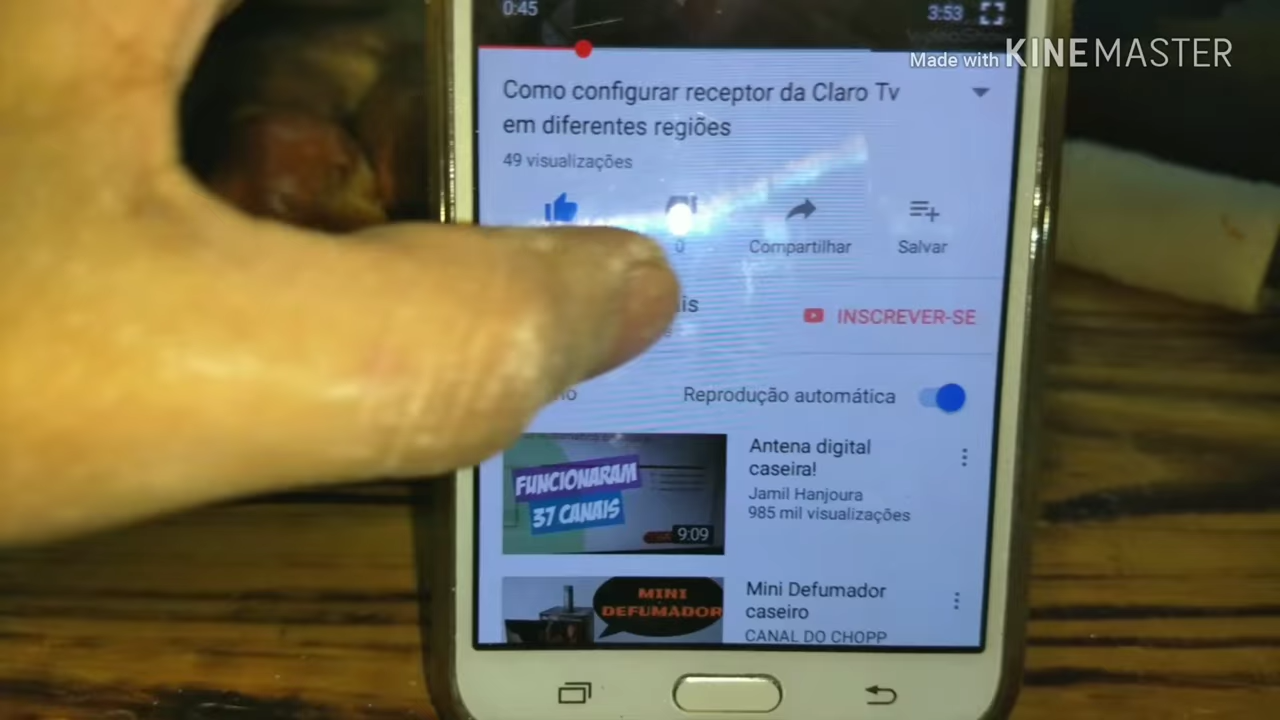 0:45
3:53
Made with KINEMASTER
Como configurar receptor da Claro Tv
em diferentes regiões
49 visualizações
0
Compartilhar
Salvar
INSCREVER-SE
Reprodução automática
FUNCIONARAM
37 CANAIS
9:09
Antena digital
caseira!
Jamil Hanjoura
985 mil visualizações
MINI
DEFUMADOR
Mini Defumador
caseiro
CANAL DO CHOPP